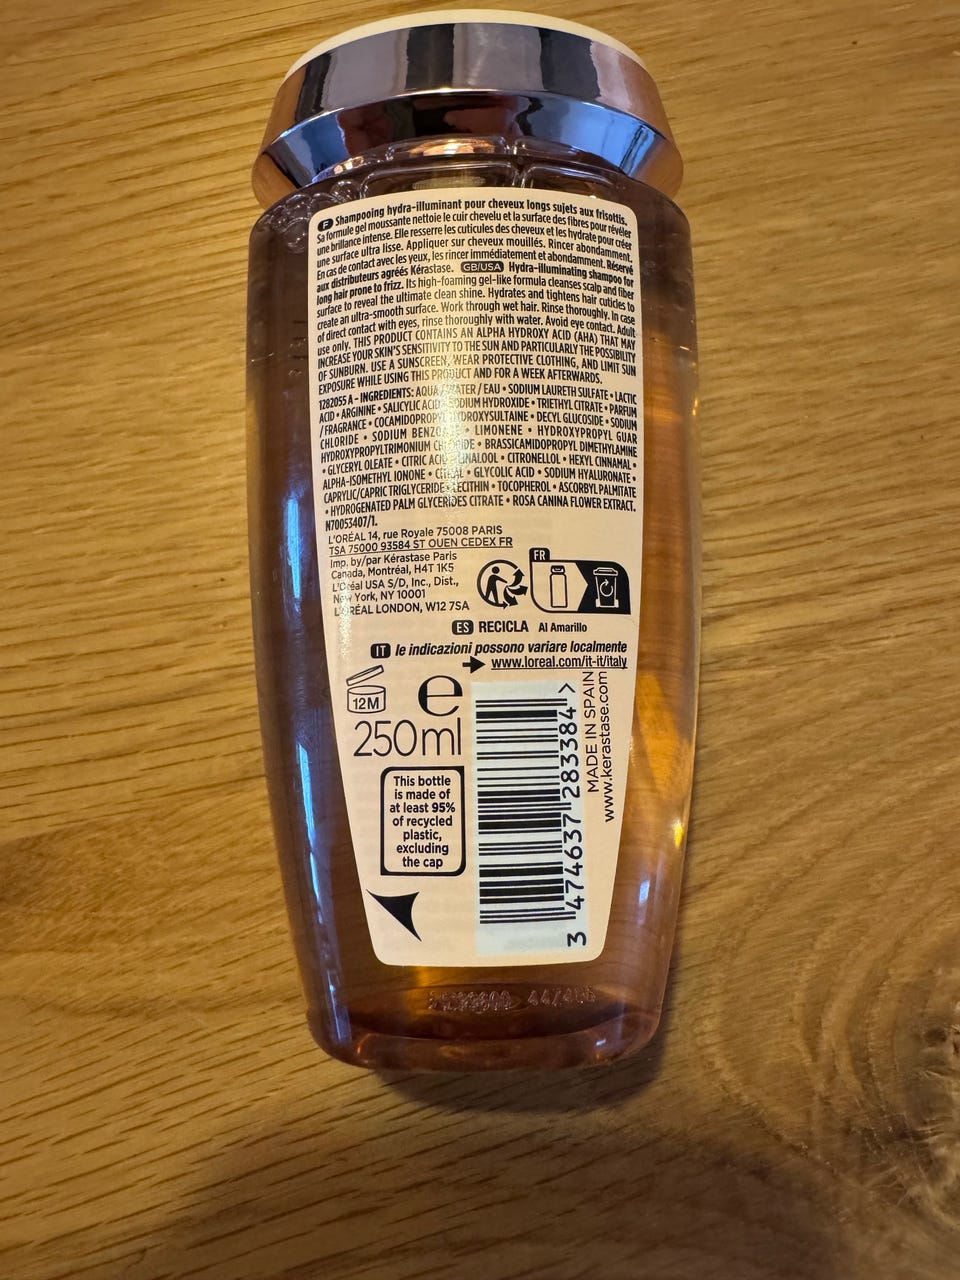 F Shampooing hydra-illuminant pour cheveux longs sujets aux frisottis.
Sa formule gel moussante nettoie le cuir chevelu et la surface des fibres pour révéler
une brillance intense. Elle resserre les cuticules des cheveux et les hydrate pour créer
une surface ultra lisse. Appliquer sur cheveux mouillés. Rincer abondamment.
En cas de contact avec les yeux, les rincer immédiatement et abondamment. Réservé
aux distributeurs agréés Kérastase. GB/USA Hydra-illuminating shampoo for
long hair prone to frizz. Its high-foaming gel-like formula cleanses scalp and fiber
surface to reveal the ultimate clean shine. Hydrates and tightens hair cuticles to
create an ultra-smooth surface. Work through wet hair. Rinse thoroughly. In case
of direct contact with eyes, rinse thoroughly with water. Avoid eye contact. Adult
use only. THIS PRODUCT CONTAINS AN ALPHA HYDROXY ACID (AHA) THAT MAY
INCREASE YOUR SKIN'S SENSITIVITY TO THE SUN AND PARTICULARLY THE POSSIBILITY
OF SUNBURN. USE A SUNSCREEN, WEAR PROTECTIVE CLOTHING, AND LIMIT SUN
EXPOSURE WHILE USING THIS PRODUCT AND FOR A WEEK AFTERWARDS.
1282055 A - INGREDIENTS: AQUA / WATER / EAU • SODIUM LAURETH SULFATE • LACTIC
ACID • ARGININE • SALICYLIC ACID • SODIUM HYDROXIDE • TRIETHYL CITRATE • PARFUM
/ FRAGRANCE • COCAMIDOPROPYL HYDROXYSULTAINE • DECYL GLUCOSIDE • SODIUM
CHLORIDE • SODIUM BENZOATE • LIMONENE • HYDROXYPROPYL GUAR
HYDROXYPROPYLTRIMONIUM CHLORIDE • BRASSICAMIDOPROPYL DIMETHYLAMINE
• GLYCERYL OLEATE • CITRIC ACID • LINALOOL • CITRONELLOL • HEXYL CINNAMAL •
ALPHA-ISOMETHYL IONONE • CITRAL • GLYCOLIC ACID • SODIUM HYALURONATE •
CAPRYLIC/CAPRIC TRIGLYCERIDE • LECITHIN • TOCOPHEROL • ASCORBYL PALMITATE
• HYDROGENATED PALM GLYCERIDES CITRATE • ROSA CANINA FLOWER EXTRACT.
N70053407/1.
L'ORÉAL 14, rue Royale 75008 PARIS
TSA 75000 93584 ST OUEN CEDEX FR
Imp. by/par Kérastase Paris
Canada, Montréal, H4T 1K5
L'Oréal USA S/D, Inc., Dist.,
New York, NY 10001
L'ORÉAL LONDON, W12 7SA
FR
ES RECICLA Al Amarillo
IT le indicazioni possono variare localmente
www.loreal.com/it-it/italy
12M
e
250 ml
This bottle
is made of
at least 95%
of recycled
plastic,
excluding
the cap
3 474637 283384 >
MADE IN SPAIN
www.kerastase.com